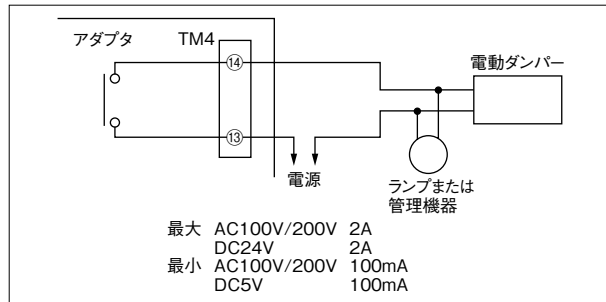 アダプタ
TM4
⑭
電動ダンパー
⑬
電源
ランプまたは
管理機器
最大 AC100V/200V 2A
DC24V 2A
最小 AC100V/200V 100mA
DC5V 100mA